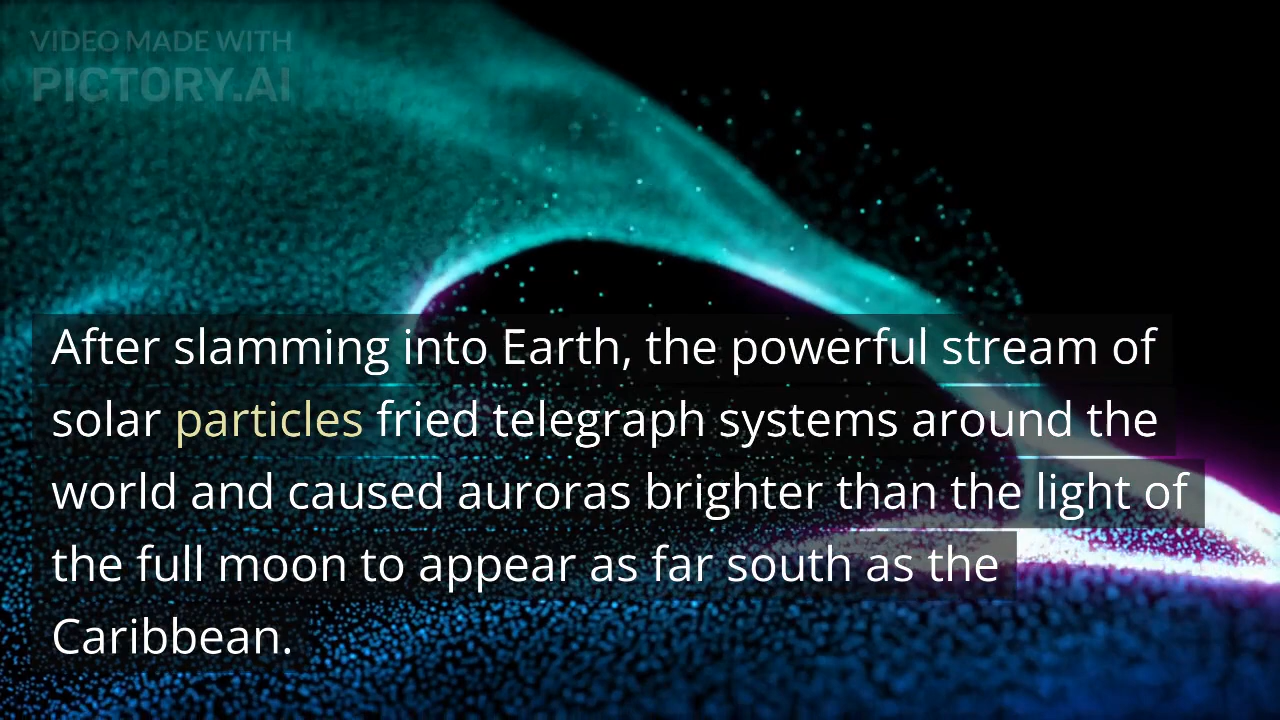 VIDEO MADE WITH
PICTORY.AI
After slamming into Earth, the powerful stream of
solar particles fried telegraph systems around the
world and caused auroras brighter than the light of
the full moon to appear as far south as the
Caribbean.